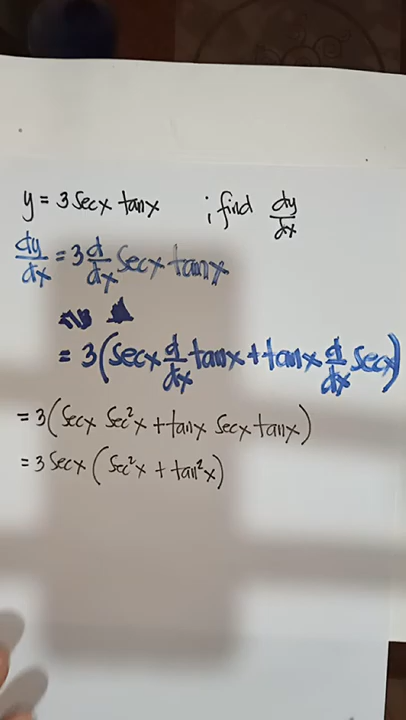 y = 3 secx tanx ; find dy/dx
dy/dx = 3 d/dx secx tanx
= 3(secx d/dx tanx + tanx d/dx secx)
= 3(secx sec²x + tanx secx tanx)
= 3 secx (sec²x + tan²x)